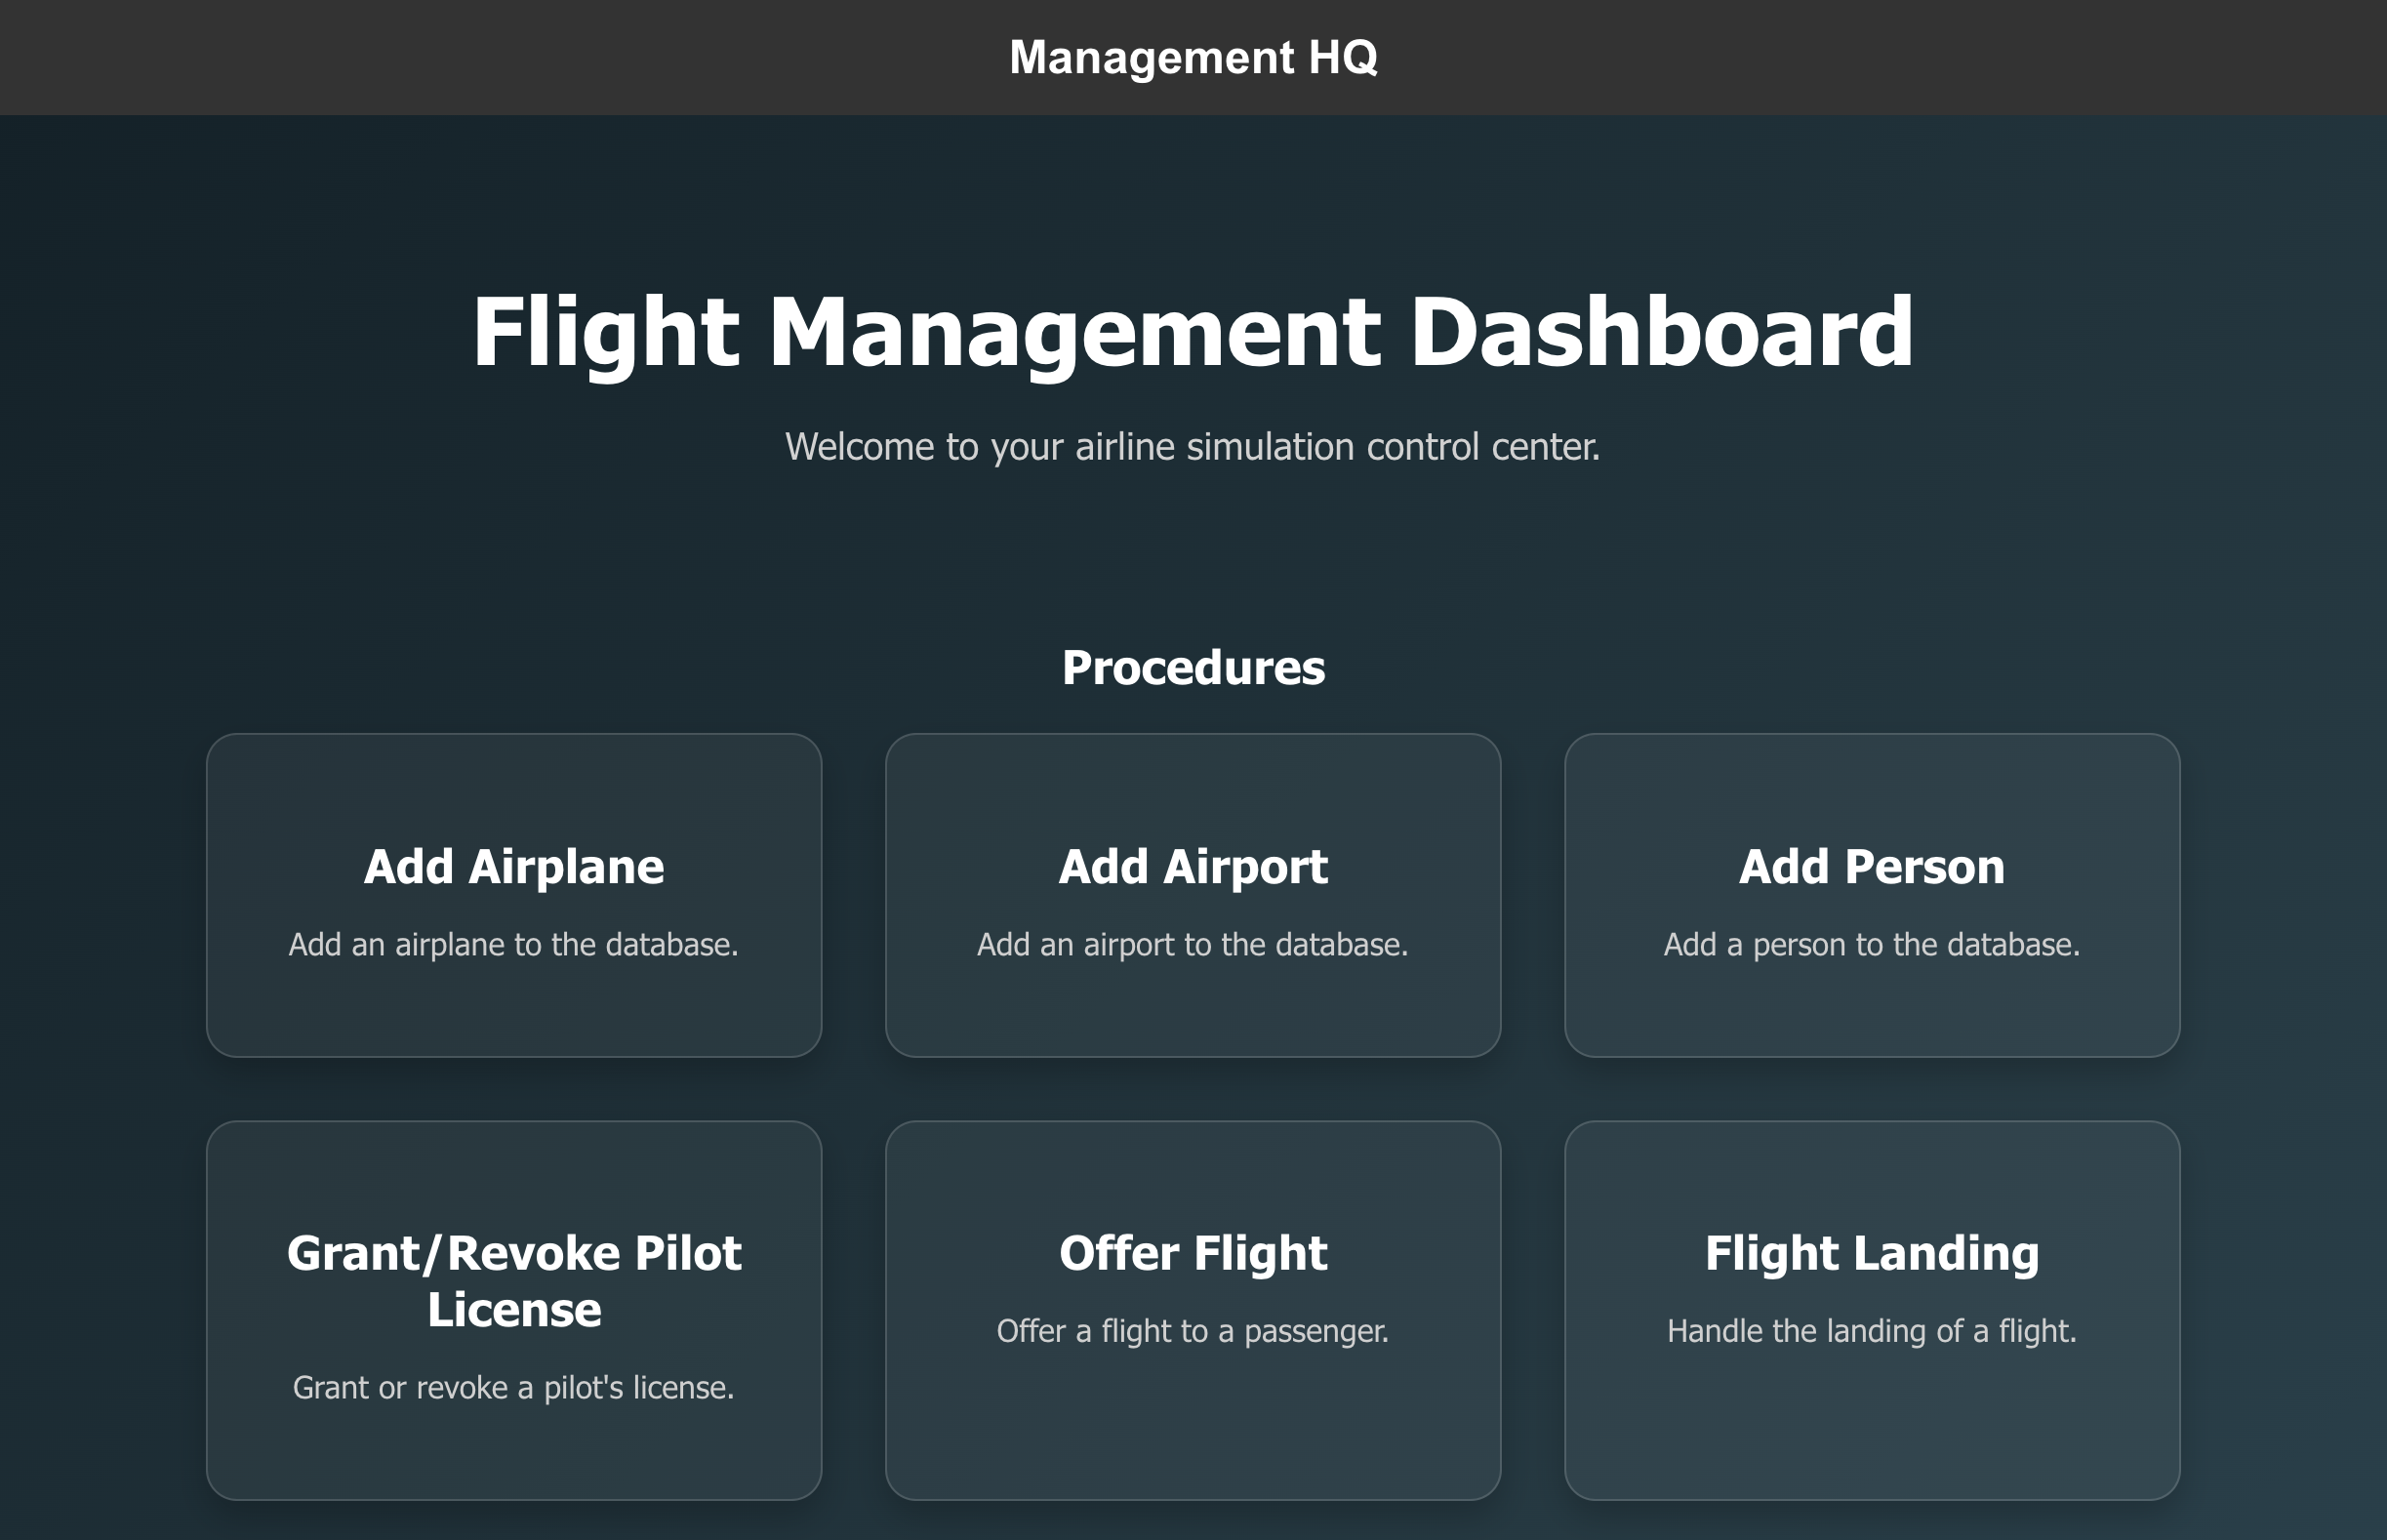 Management HQ
Flight Management Dashboard
Welcome to your airline simulation control center.
Procedures
Add Airplane
Add an airplane to the database.
Add Airport
Add an airport to the database.
Add Person
Add a person to the database.
Grant/Revoke Pilot
License
Grant or revoke a pilot's license.
Offer Flight
Offer a flight to a passenger.
Flight Landing
Handle the landing of a flight.